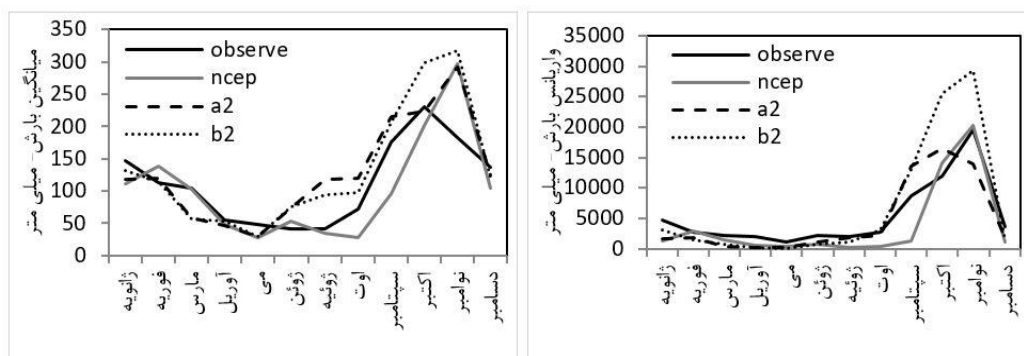 میانگین بارش- میلی متر
350
300
250
200
150
100
50
0
observe
ncep
a2
b2
ژانویه
فوریه
مارس
آوریل
می
ژوئن
ژوئیه
اوت
سپتامبر
اکتبر
نوامبر
دسامبر
واریانس بارش- میلی متر
35000
30000
25000
20000
15000
10000
5000
0
observe
ncep
a2
b2
ژانویه
فوریه
مارس
آوریل
می
ژوئن
ژوئیه
اوت
سپتامبر
اکتبر
نوامبر
دسامبر